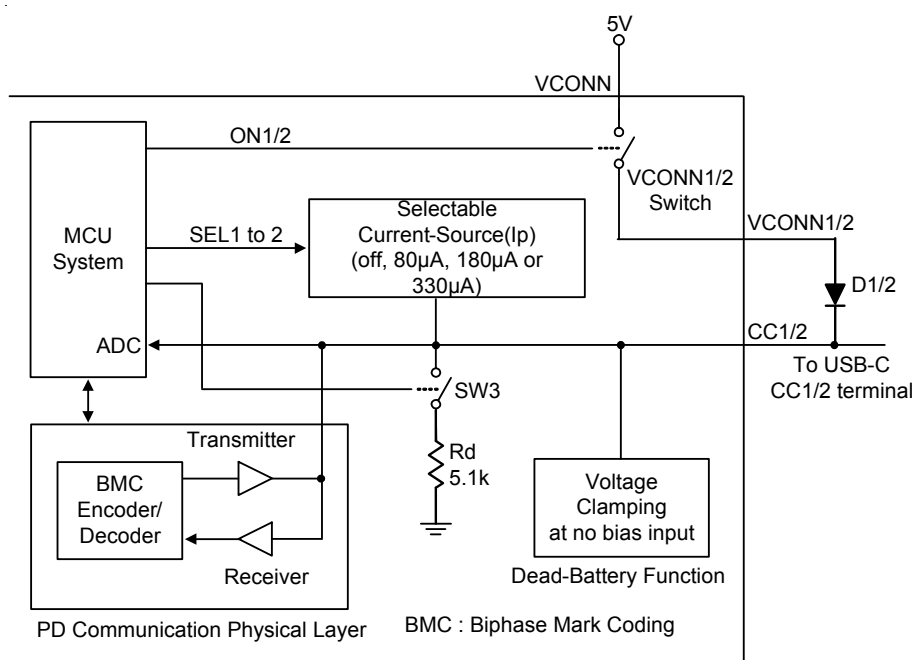 5V
VCONN
ON1/2
VCONN1/2
Switch
Selectable
Current-Source(Ip)
(off, 80µA, 180µA or
330µA)
VCONN1/2
MCU
System
SEL1 to 2
D1/2
ADC
CC1/2
To USB-C
CC1/2 terminal
SW3
Transmitter
Rd
5.1k
BMC
Encoder/
Decoder
Voltage
Clamping
at no bias input
Receiver
Dead-Battery Function
PD Communication Physical Layer
BMC : Biphase Mark Coding